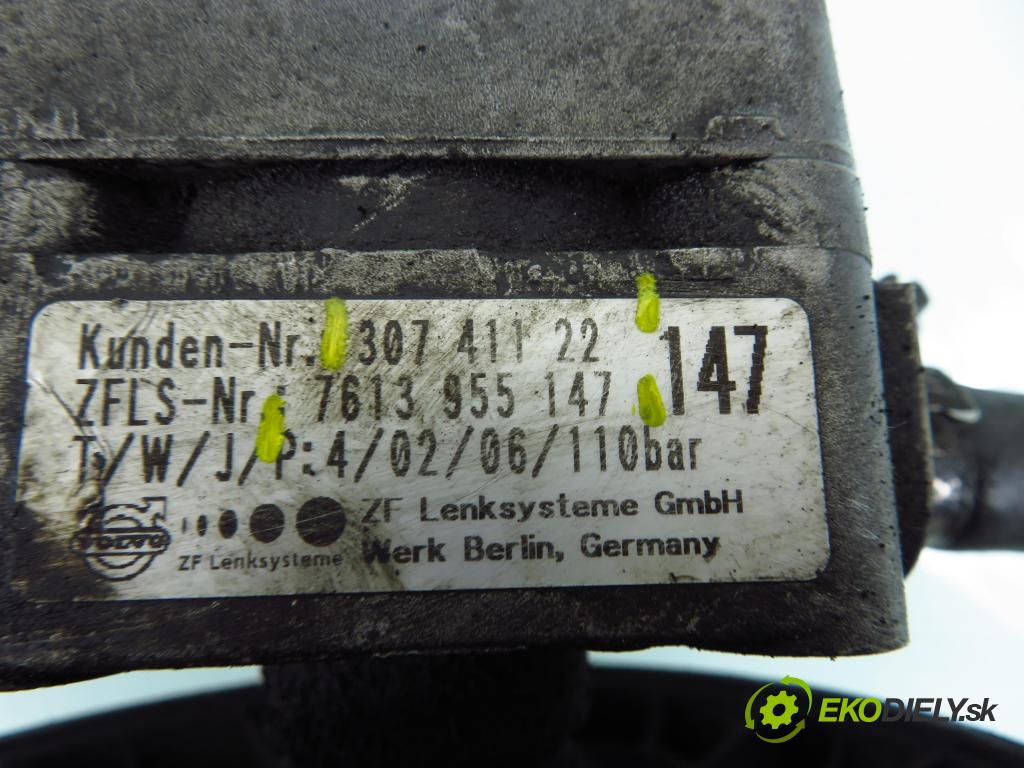 Kunden-Nr.: 307 411 22
147
ZFLS-Nr.: 7613 955 147
T/W/J/P:4/02/06/110bar
VOLVO
ZF Lenksysteme
ZF Lenksysteme GmbH
Werk Berlin, Germany
EKODIELY.sk